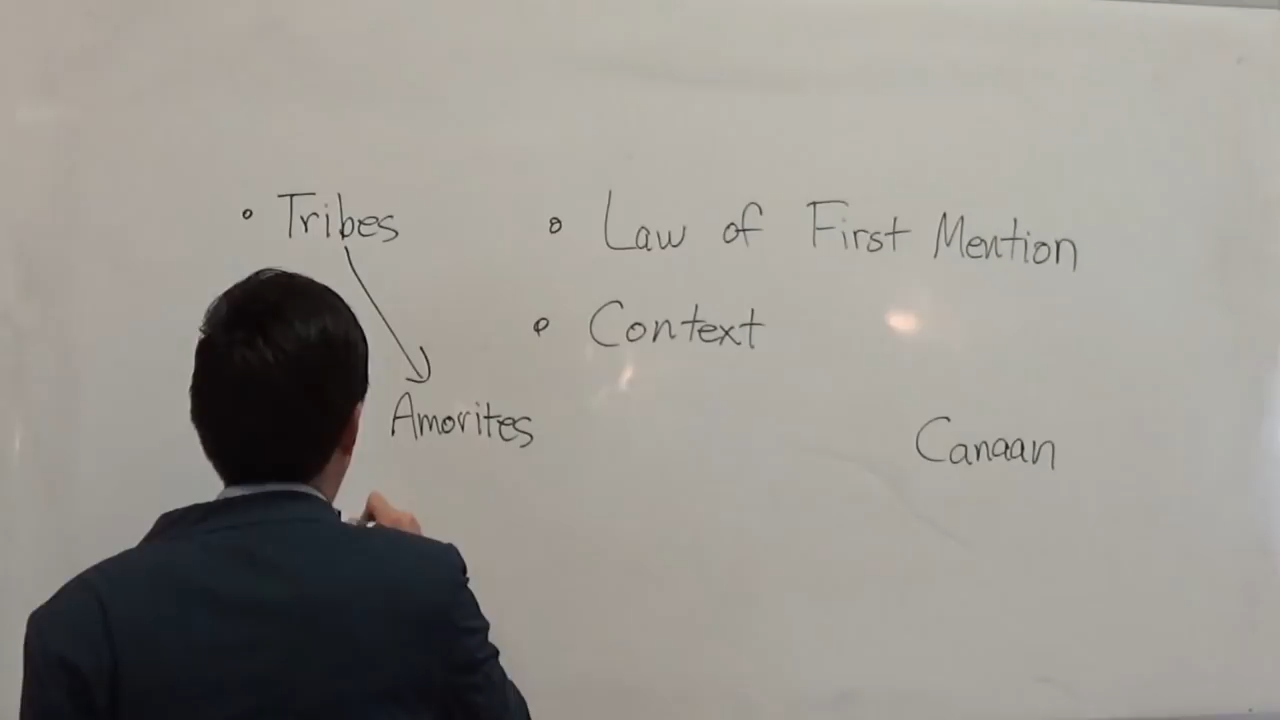 • Tribes
• Law of First Mention
• Context
Amorites
Canaan